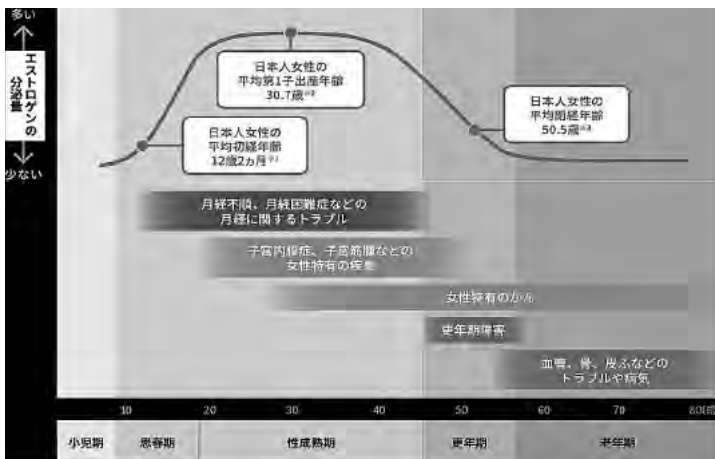 多い
エストロゲンの
分泌量
少ない
日本人女性の
平均第1子出産年齢
30.7歳※2
日本人女性の
平均初経年齢
12歳2ヵ月※1
日本人女性の
平均閉経年齢
50.5歳※3
月経不順、月経困難症などの
月経に関するトラブル
子宮内膜症、子宮筋腫などの
女性特有の疾患
女性特有のがん
更年期障害
血管、骨、皮ふなどの
トラブルや病気
10 20 30 40 50 60 70 80(歳)
小児期 思春期 性成熟期 更年期 老年期